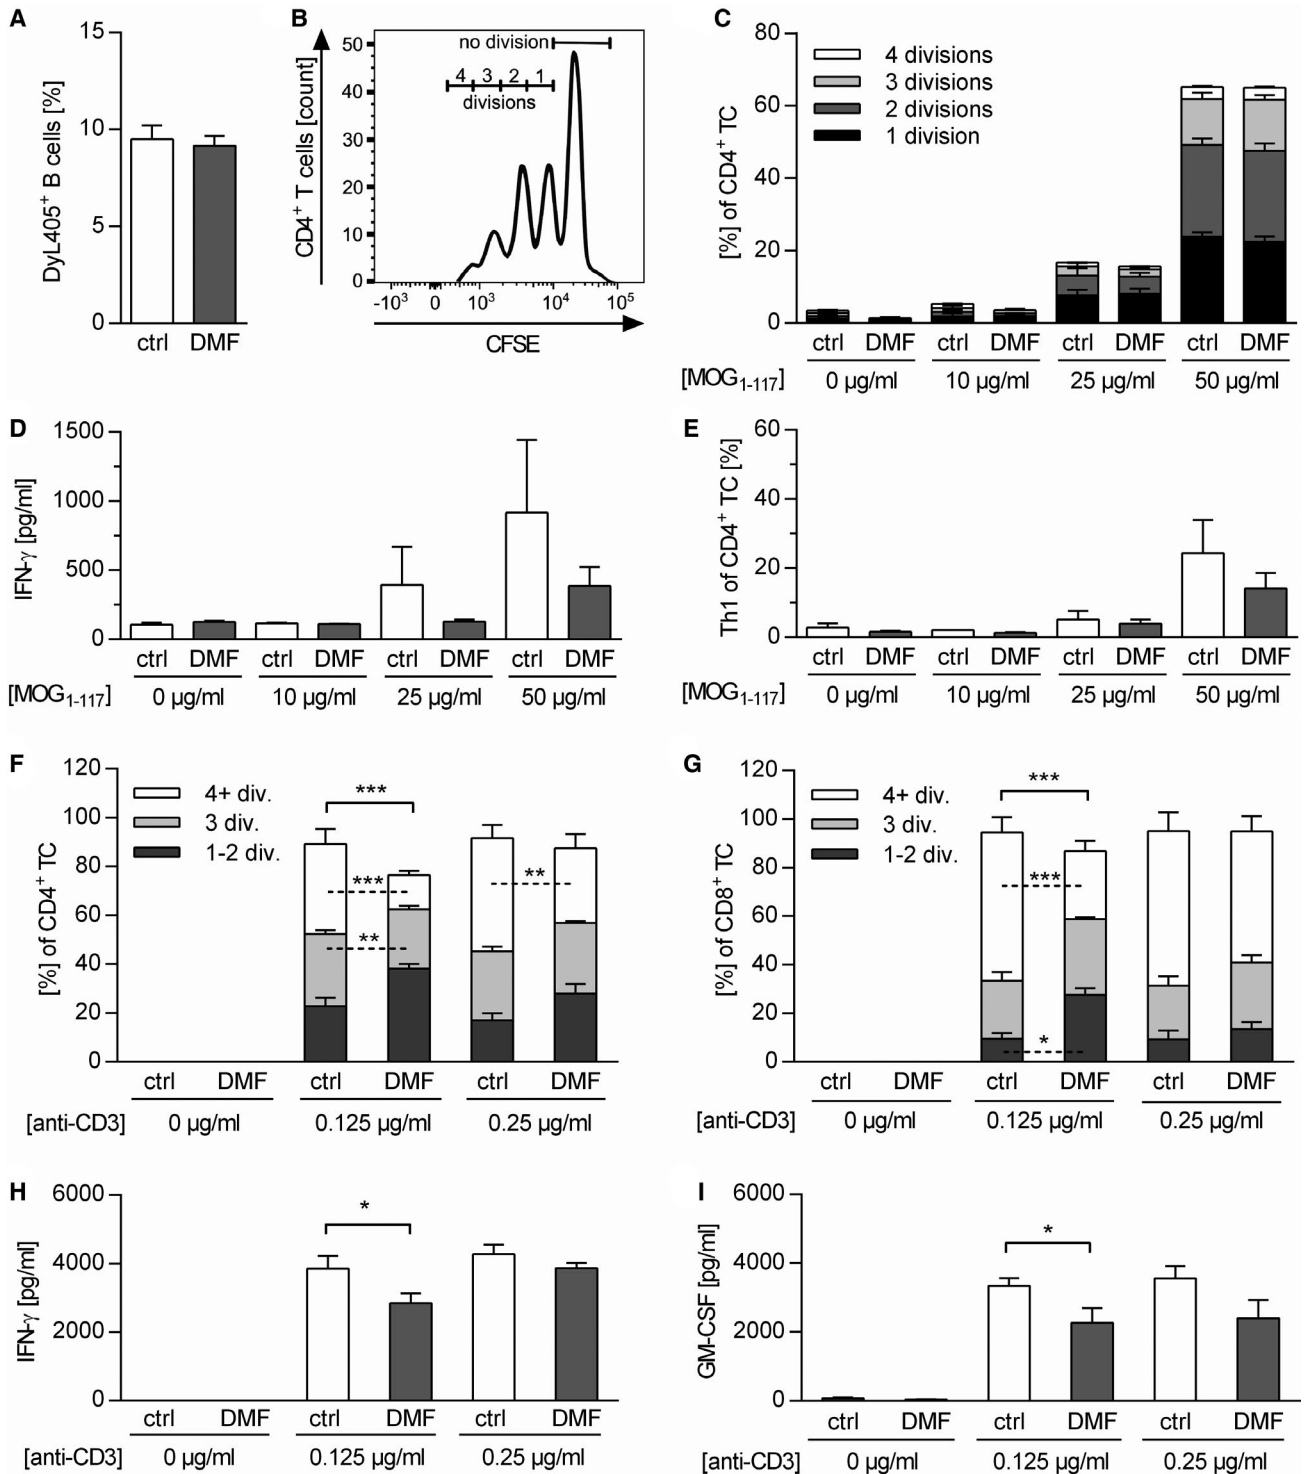 A
DyL405+ B cells [%]
15
10
5
0
ctrl DMF
B
CD4+ T cells [count]
50
40
30
20
10
0
no division
4 3 2 1
divisions
-10³ 0 10³ 10⁴ 10⁵
CFSE
C
[%] of CD4+ TC
80
60
40
20
0
4 divisions
3 divisions
2 divisions
1 division
ctrl DMF ctrl DMF ctrl DMF ctrl DMF
[MOG1-117] 0 µg/ml 10 µg/ml 25 µg/ml 50 µg/ml
D
IFN-γ [pg/ml]
1500
1000
500
0
ctrl DMF ctrl DMF ctrl DMF ctrl DMF
[MOG1-117] 0 µg/ml 10 µg/ml 25 µg/ml 50 µg/ml
E
Th1 of CD4+ TC [%]
60
40
20
0
ctrl DMF ctrl DMF ctrl DMF ctrl DMF
[MOG1-117] 0 µg/ml 10 µg/ml 25 µg/ml 50 µg/ml
F
[%] of CD4+ TC
120
100
80
60
40
20
0
4+ div.
3 div.
1-2 div.
***
***
**
**
ctrl DMF ctrl DMF ctrl DMF
[anti-CD3] 0 µg/ml 0.125 µg/ml 0.25 µg/ml
G
[%] of CD8+ TC
120
100
80
60
40
20
0
4+ div.
3 div.
1-2 div.
***
***
*
ctrl DMF ctrl DMF ctrl DMF
[anti-CD3] 0 µg/ml 0.125 µg/ml 0.25 µg/ml
H
IFN-γ [pg/ml]
6000
4000
2000
0
*
ctrl DMF ctrl DMF ctrl DMF
[anti-CD3] 0 µg/ml 0.125 µg/ml 0.25 µg/ml
I
GM-CSF [pg/ml]
6000
4000
2000
0
*
ctrl DMF ctrl DMF ctrl DMF
[anti-CD3] 0 µg/ml 0.125 µg/ml 0.25 µg/ml